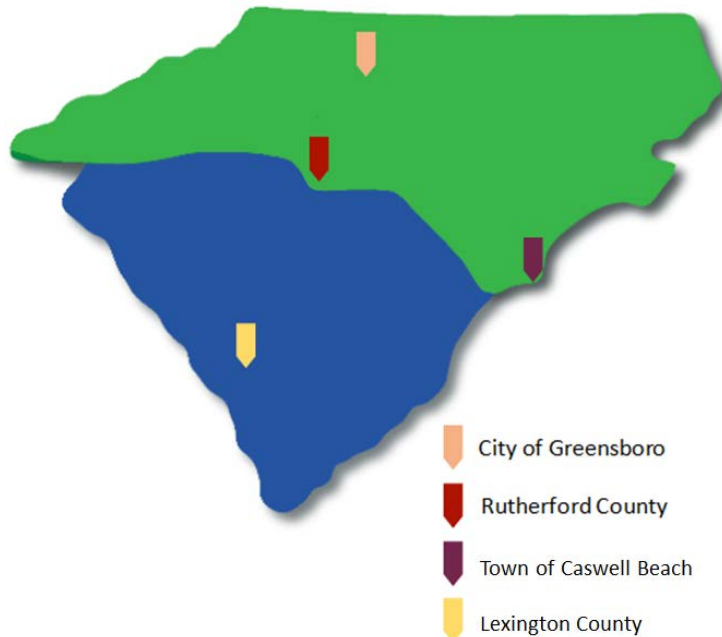 City of Greensboro
Rutherford County
Town of Caswell Beach
Lexington County